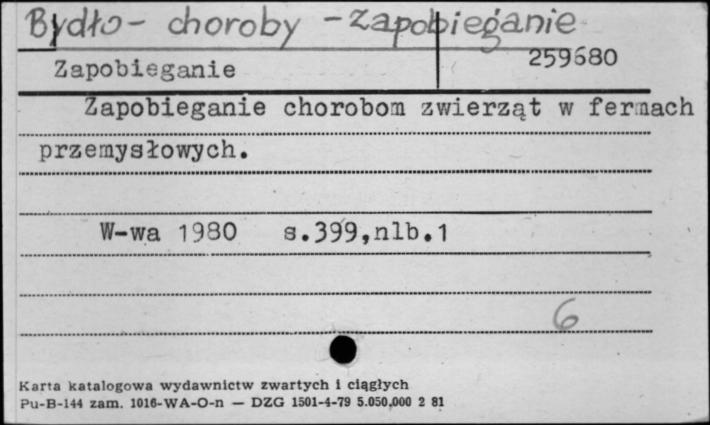 Bydło - choroby - zapobieganie
259680
Zapobieganie
Zapobieganie chorobom zwierząt w fermach
przemysłowych.
W-wa 1980 s.399,nlb.1
6
Karta katalogowa wydawnictw zwartych i ciągłych
Pu-B-144 zam. 1016-WA-O-n — DZG 1501-4-79 5.050,000 2 81